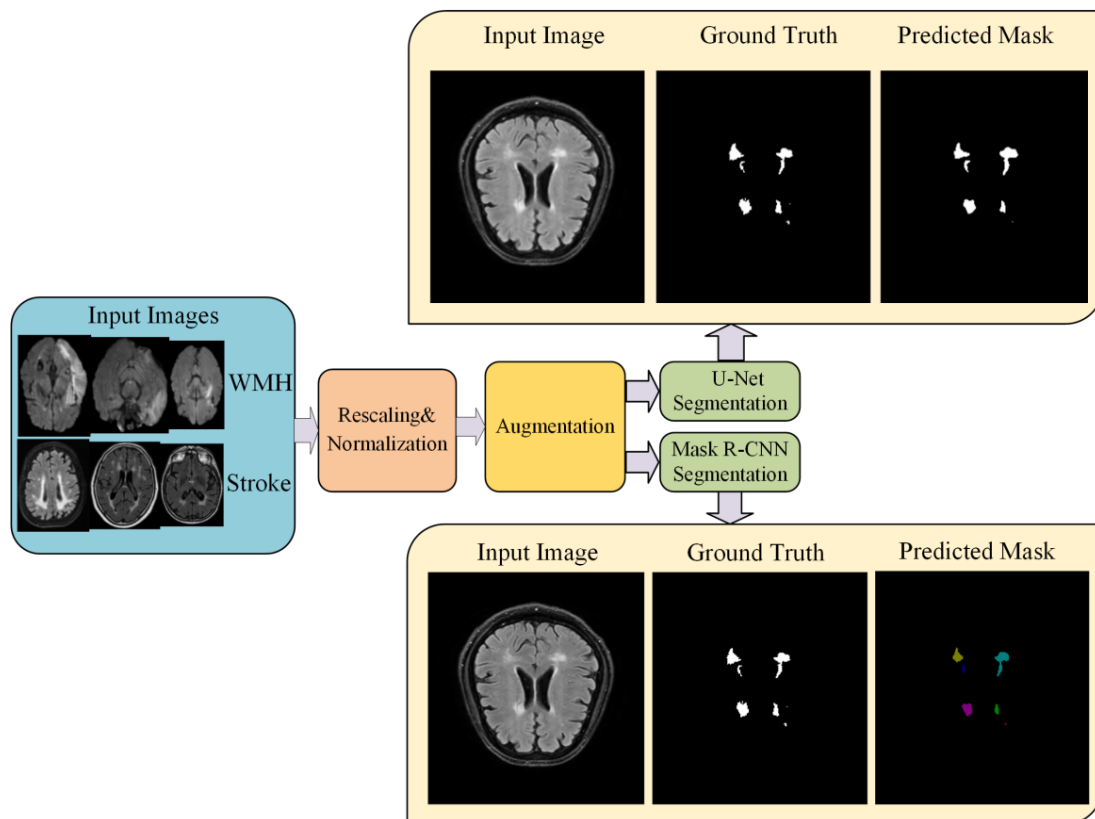 Input Image Ground Truth Predicted Mask
Input Images
WMH
Stroke
Rescaling&
Normalization
Augmentation
U-Net
Segmentation
Mask R-CNN
Segmentation
Input Image Ground Truth Predicted Mask